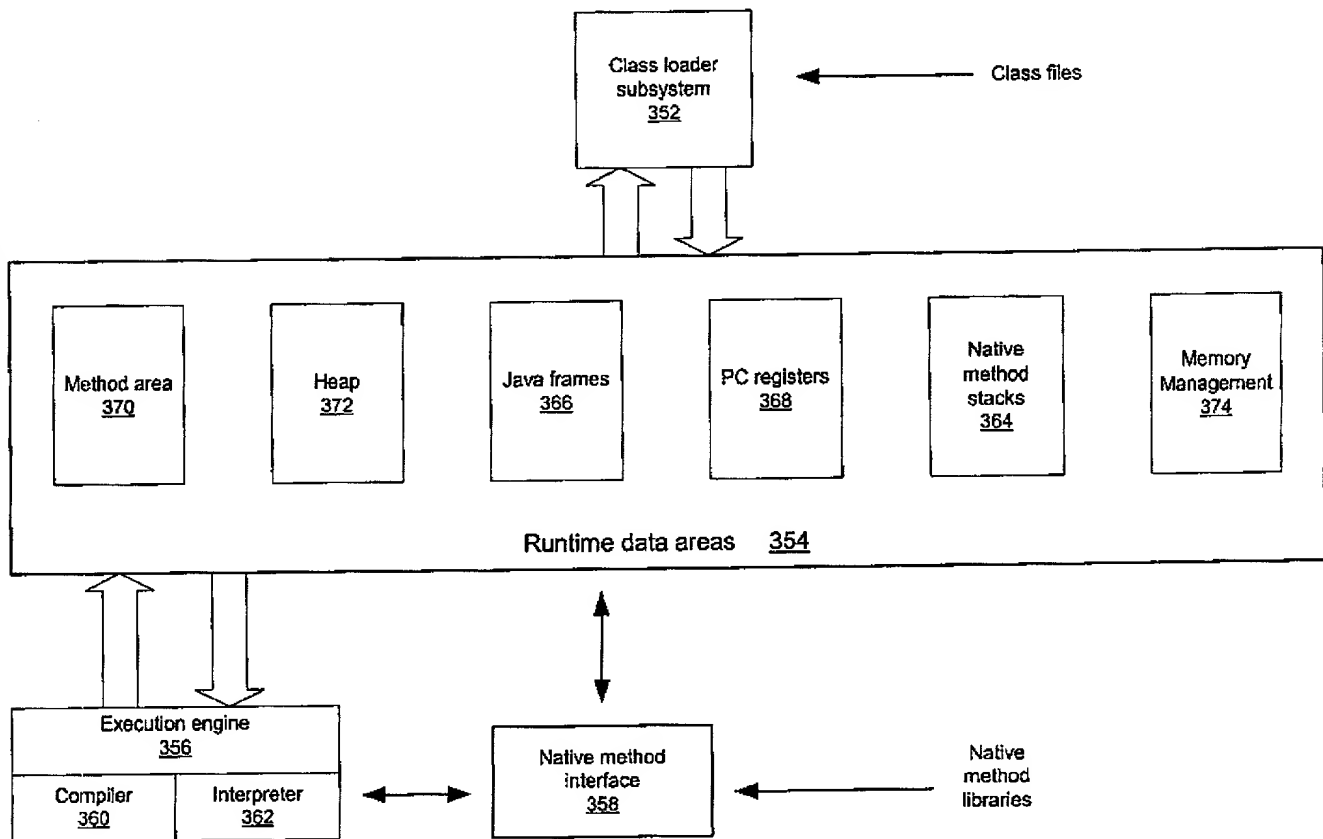 Class loader
subsystem
352
Class files
Method area
370
Heap
372
Java frames
366
PC registers
368
Native
method
stacks
364
Memory
Management
374
Runtime data areas 354
Execution engine
356
Compiler
360
Interpreter
362
Native method
interface
358
Native
method
libraries